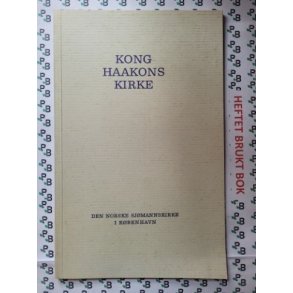 KONG
HAAKONS
KIRKE
DEN NORSKE SJØMANNSKIRKE
I KØBENHAVN
HEFTET BRUKT BOK